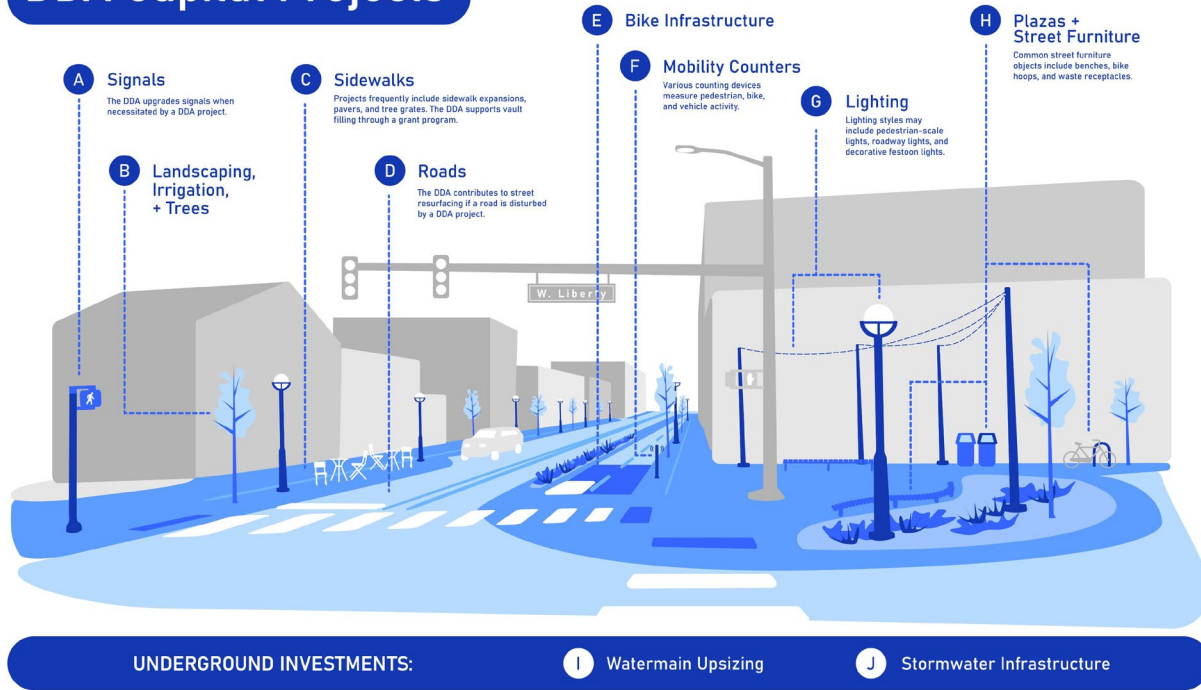 DDA Capital Projects
A Signals
The DDA upgrades signals when
necessitated by a DDA project.
B Landscaping,
Irrigation,
+ Trees
C Sidewalks
Projects frequently include sidewalk expansions,
pavers, and tree grates. The DDA supports vault
filling through a grant program.
D Roads
The DDA contributes to street
resurfacing if a road is disturbed
by a DDA project.
E Bike Infrastructure
F Mobility Counters
Various counting devices
measure pedestrian, bike,
and vehicle activity.
G Lighting
Lighting styles may
include pedestrian-scale
lights, roadway lights, and
decorative festoon lights.
H Plazas +
Street Furniture
Common street furniture
objects include benches, bike
hoops, and waste receptacles.
W. Liberty
UNDERGROUND INVESTMENTS:
I Watermain Upsizing
J Stormwater Infrastructure